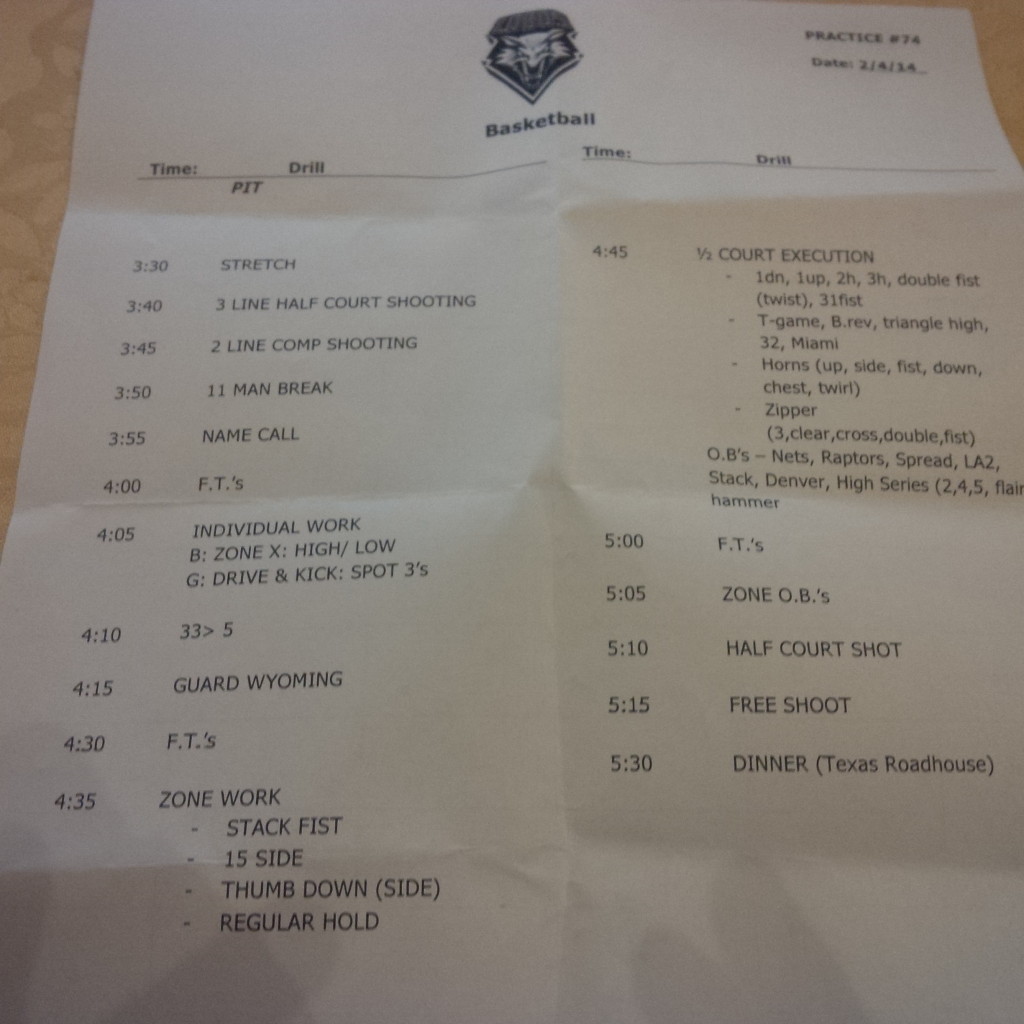 LOBOS
Basketball
PRACTICE #74
Date: 2/4/14_
Time: Drill
PIT
3:30 STRETCH
3:40 3 LINE HALF COURT SHOOTING
3:45 2 LINE COMP SHOOTING
3:50 11 MAN BREAK
3:55 NAME CALL
4:00 F.T.'s
4:05 INDIVIDUAL WORK
B: ZONE X: HIGH/ LOW
G: DRIVE & KICK: SPOT 3's
4:10 33> 5
4:15 GUARD WYOMING
4:30 F.T.'s
4:35 ZONE WORK
- STACK FIST
- 15 SIDE
- THUMB DOWN (SIDE)
- REGULAR HOLD
Time: Drill
4:45 ½ COURT EXECUTION
- 1dn, 1up, 2h, 3h, double fist
(twist), 31fist
- T-game, B.rev, triangle high,
32, Miami
- Horns (up, side, fist, down,
chest, twirl)
- Zipper
(3,clear,cross,double,fist)
O.B's – Nets, Raptors, Spread, LA2,
Stack, Denver, High Series (2,4,5, flair
hammer
5:00 F.T.'s
5:05 ZONE O.B.'s
5:10 HALF COURT SHOT
5:15 FREE SHOOT
5:30 DINNER (Texas Roadhouse)